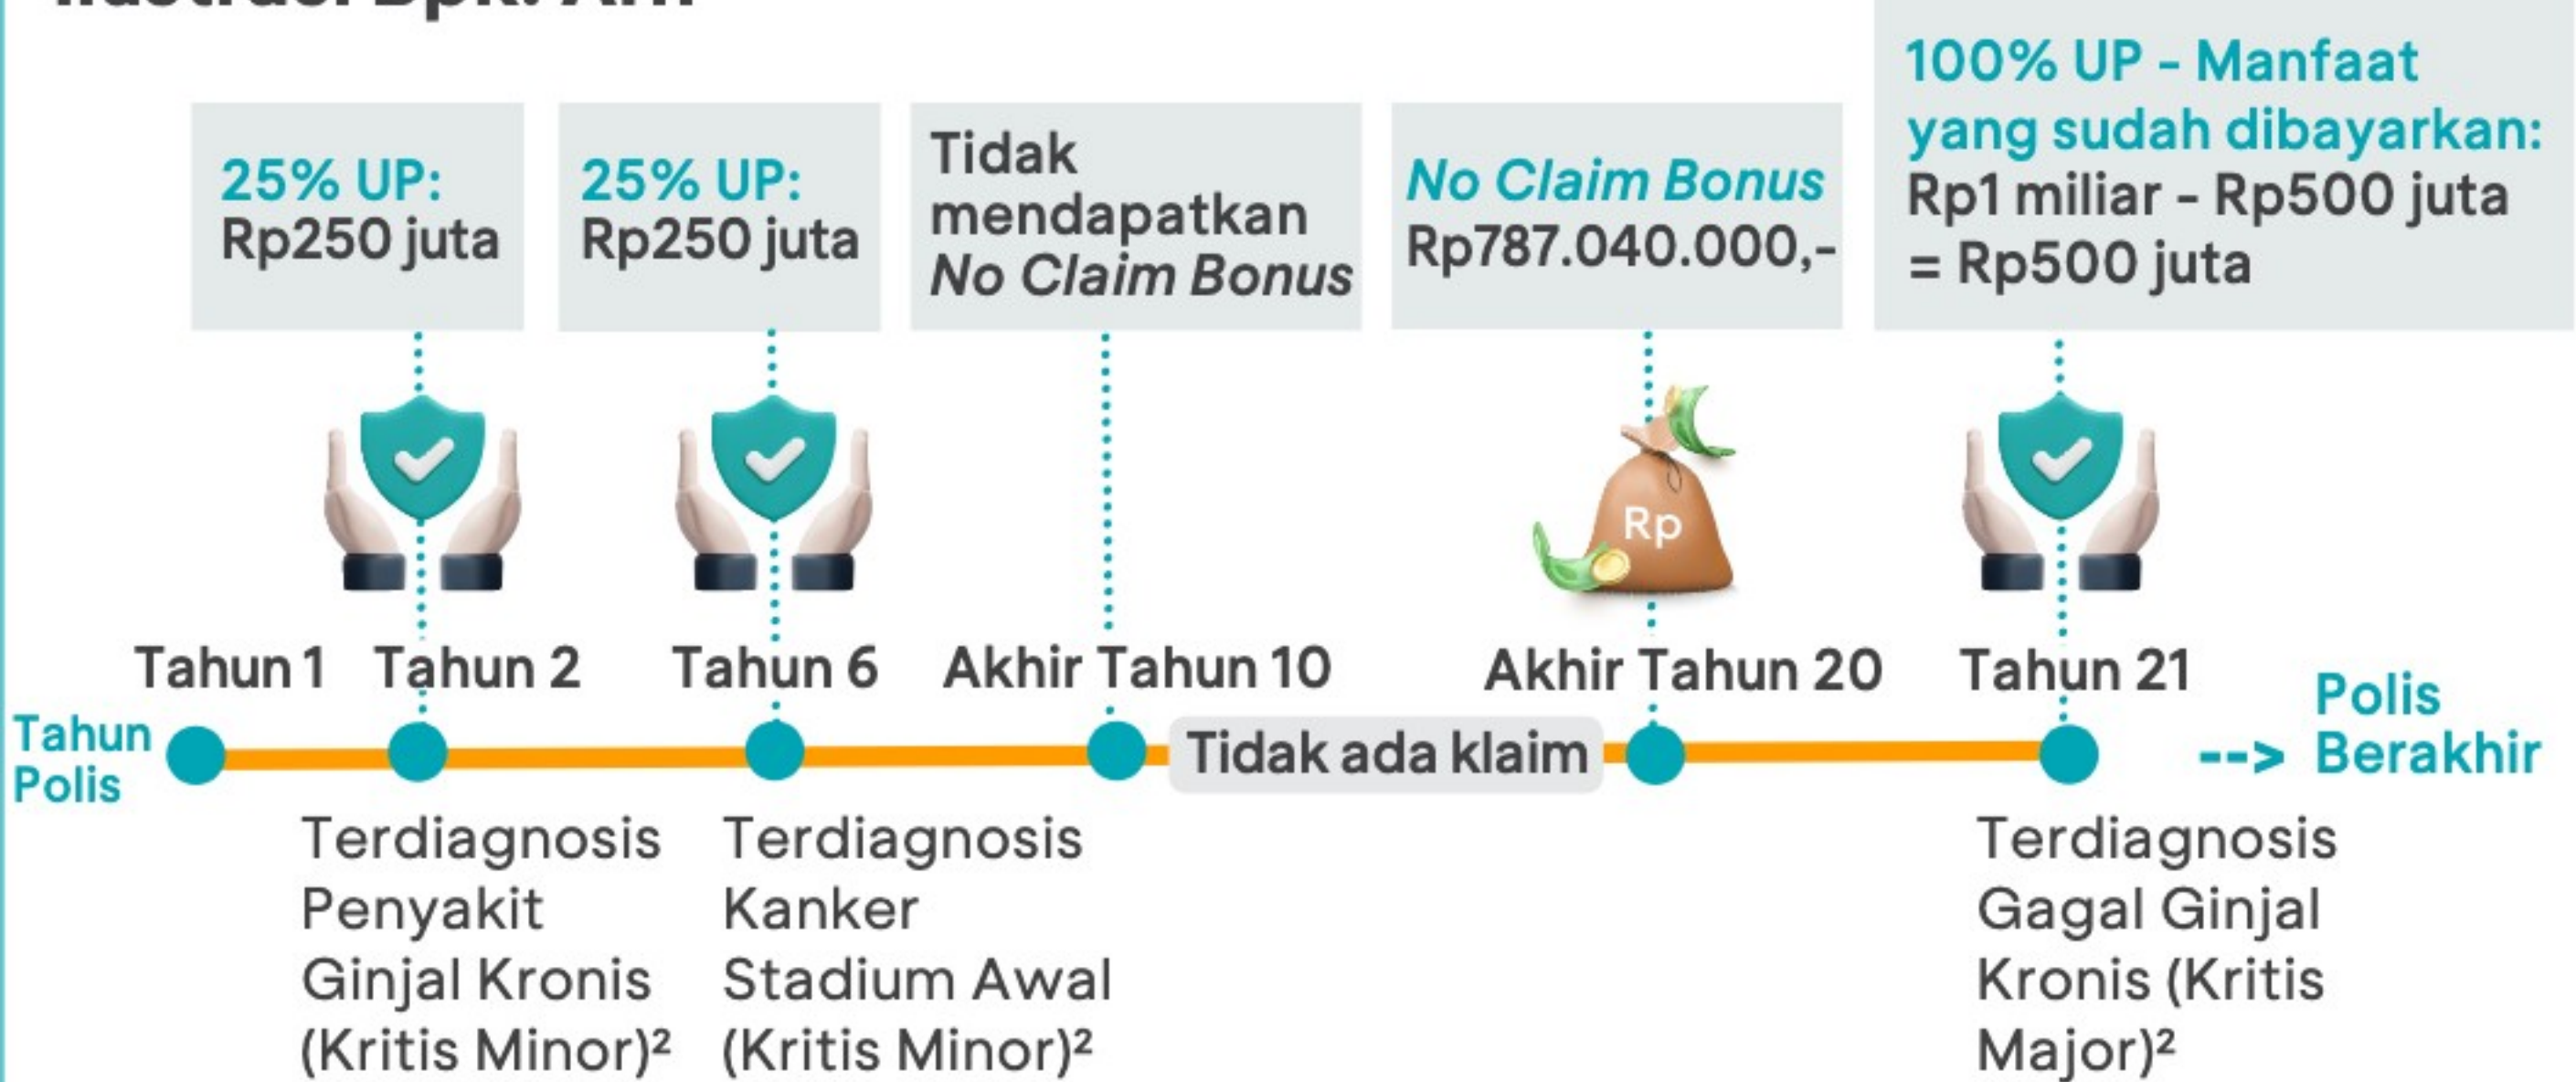 25% UP:
Rp250 juta
25% UP:
Rp250 juta
Tidak
mendapatkan
No Claim Bonus
No Claim Bonus
Rp787.040.000,-
100% UP - Manfaat
yang sudah dibayarkan:
Rp1 miliar - Rp500 juta
= Rp500 juta
Rp
Tahun 1
Tahun 2
Tahun 6
Akhir Tahun 10
Akhir Tahun 20
Tahun 21
Tahun
Polis
Tidak ada klaim
-->
Polis
Berakhir
Terdiagnosis
Penyakit
Ginjal Kronis
(Kritis Minor)²
Terdiagnosis
Kanker
Stadium Awal
(Kritis Minor)²
Terdiagnosis
Gagal Ginjal
Kronis (Kritis
Major)²